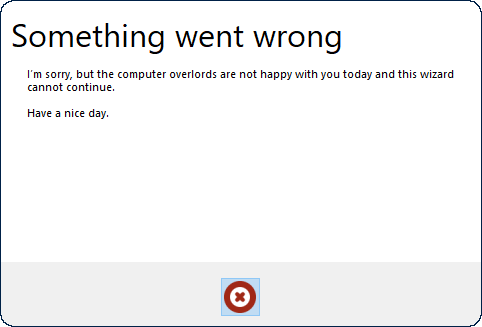 Something went wrong
I'm sorry, but the computer overlords are not happy with you today and this wizard
cannot continue.
Have a nice day.